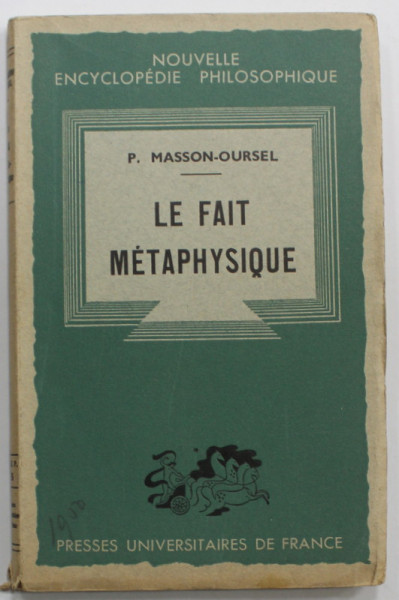 NOUVELLE
ENCYCLOPÉDIE PHILOSOPHIQUE
P. MASSON-OURSEL
LE FAIT
MÉTAPHYSIQUE
PRESSES UNIVERSITAIRES DE FRANCE